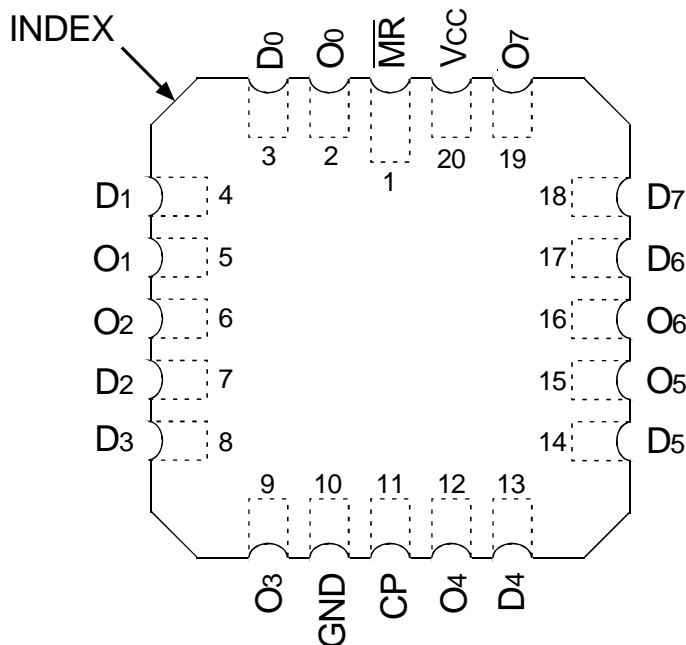 INDEX
D0 O0 M̅R̅ VCC O7
3 2 1 20 19
D1 4 18 D7
O1 5 17 D6
O2 6 16 O6
D2 7 15 O5
D3 8 14 D5
9 10 11 12 13
O3 GND CP O4 D4